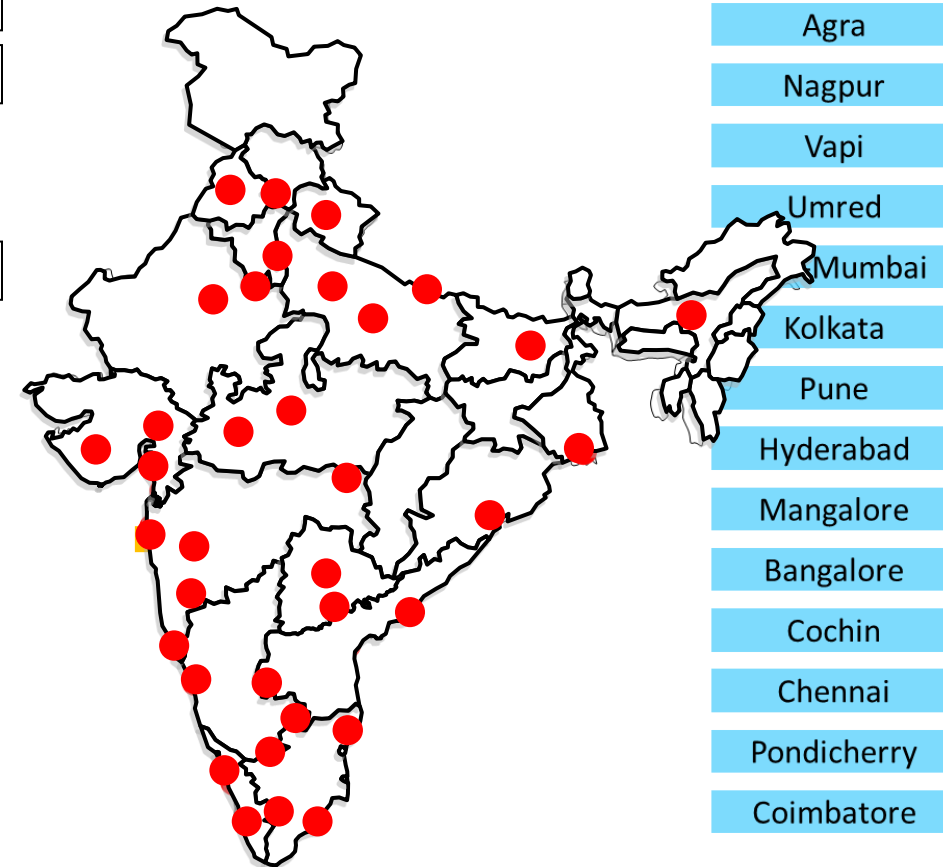 Agra
Nagpur
Vapi
Umred
Mumbai
Kolkata
Pune
Hyderabad
Mangalore
Bangalore
Cochin
Chennai
Pondicherry
Coimbatore